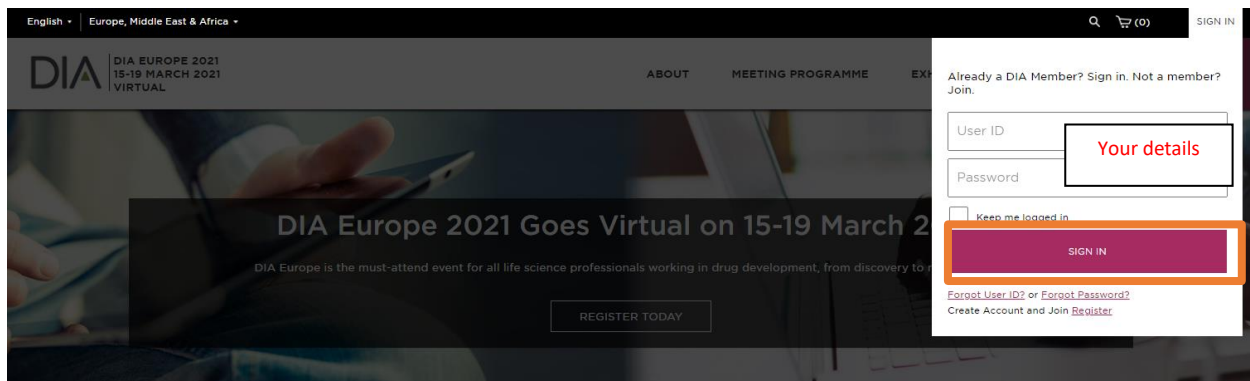 English Europe, Middle East & Africa (0) SIGN IN
DIA DIA EUROPE 2021
15-19 MARCH 2021
VIRTUAL
ABOUT MEETING PROGRAMME
Already a DIA Member? Sign in. Not a member?
Join.
User ID
Your details
Password
Keep me logged in
SIGN IN
Forgot User ID? or Forgot Password?
Create Account and Join Register
DIA Europe 2021 Goes Virtual on 15-19 March
DIA Europe is the must-attend event for all life science professionals working in drug development, from discovery to
REGISTER TODAY